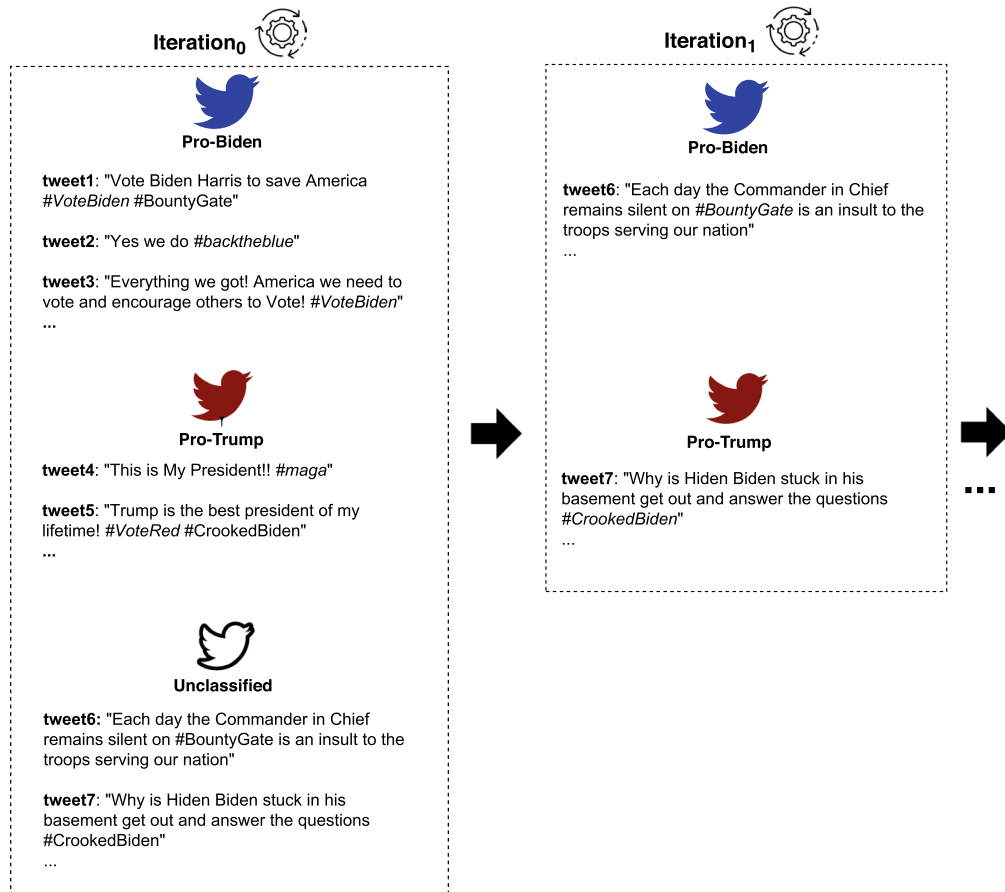 Iteration0
Pro-Biden
tweet1: "Vote Biden Harris to save America
#VoteBiden #BountyGate"
tweet2: "Yes we do #backtheblue"
tweet3: "Everything we got! America we need to
vote and encourage others to Vote! #VoteBiden"
...
Pro-Trump
tweet4: "This is My President!! #maga"
tweet5: "Trump is the best president of my
lifetime! #VoteRed #CrookedBiden"
...
Unclassified
tweet6: "Each day the Commander in Chief
remains silent on #BountyGate is an insult to the
troops serving our nation"
tweet7: "Why is Hiden Biden stuck in his
basement get out and answer the questions
#CrookedBiden"
...
Iteration1
Pro-Biden
tweet6: "Each day the Commander in Chief
remains silent on #BountyGate is an insult to the
troops serving our nation"
...
Pro-Trump
tweet7: "Why is Hiden Biden stuck in his
basement get out and answer the questions
#CrookedBiden"
...
...